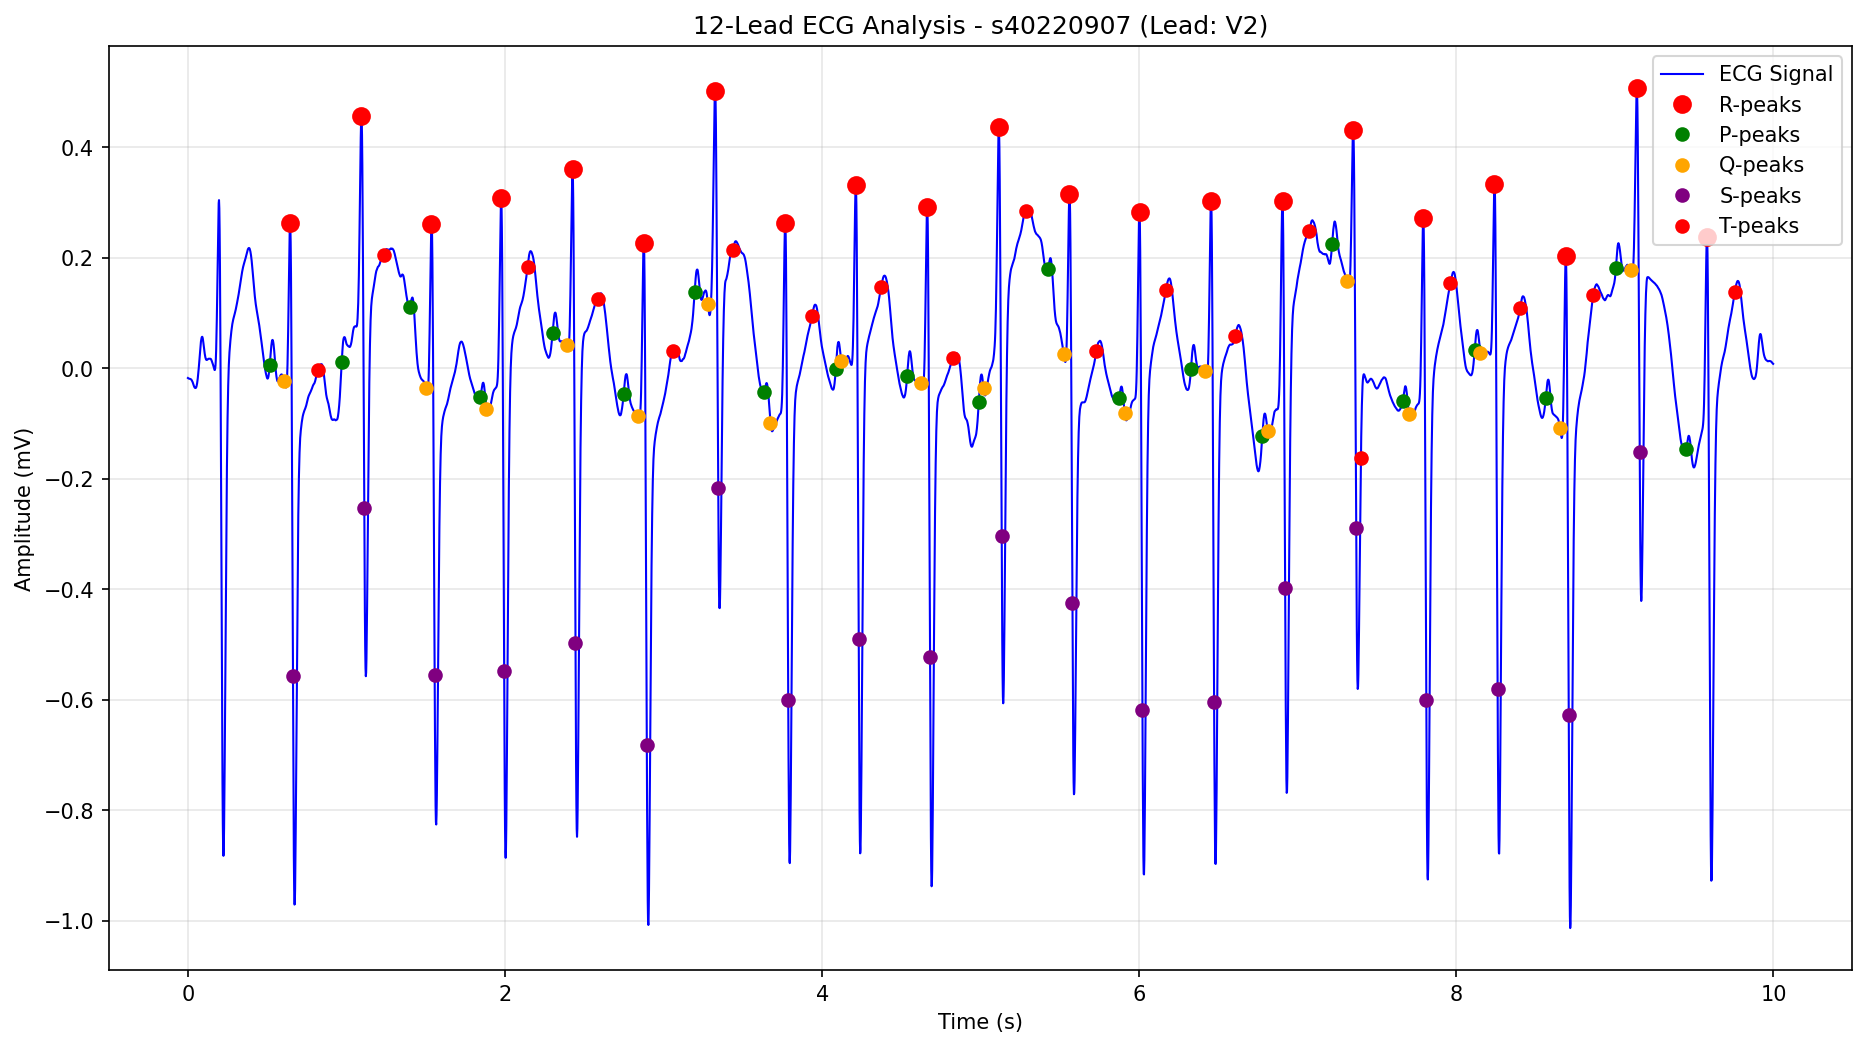 12-Lead ECG Analysis - s40220907 (Lead: V2)
ECG Signal
R-peaks
P-peaks
Q-peaks
S-peaks
T-peaks
Amplitude (mV)
0.4
0.2
0.0
−0.2
−0.4
−0.6
−0.8
−1.0
0
2
4
6
8
10
Time (s)